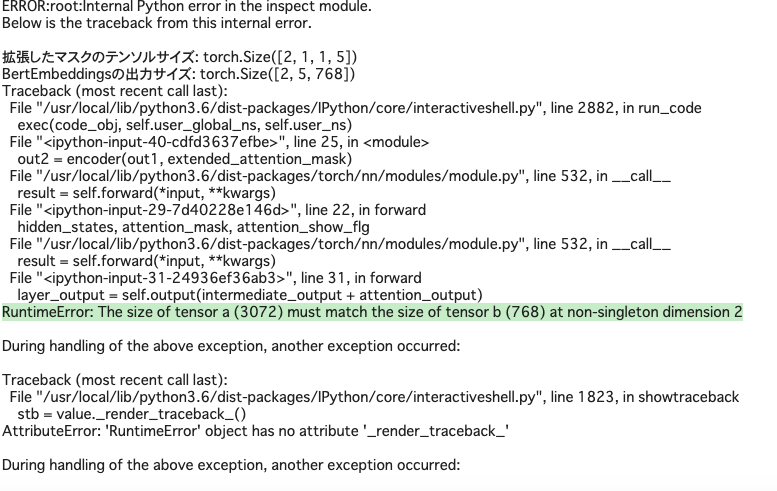 ERROR:root:Internal Python error in the inspect module.
Below is the traceback from this internal error.
拡張したマスクのテンソルサイズ: torch.Size([2, 1, 1, 5])
BertEmbeddingsの出力サイズ: torch.Size([2, 5, 768])
Traceback (most recent call last):
File "/usr/local/lib/python3.6/dist-packages/IPython/core/interactiveshell.py", line 2882, in run_code
exec(code_obj, self.user_global_ns, self.user_ns)
File "<ipython-input-40-cdfd3637efbe>", line 25, in <module>
out2 = encoder(out1, extended_attention_mask)
File "/usr/local/lib/python3.6/dist-packages/torch/nn/modules/module.py", line 532, in __call__
result = self.forward(*input, **kwargs)
File "<ipython-input-29-7d40228e146d>", line 22, in forward
hidden_states, attention_mask, attention_show_flg
File "/usr/local/lib/python3.6/dist-packages/torch/nn/modules/module.py", line 532, in __call__
result = self.forward(*input, **kwargs)
File "<ipython-input-31-24936ef36ab3>", line 31, in forward
layer_output = self.output(intermediate_output + attention_output)
RuntimeError: The size of tensor a (3072) must match the size of tensor b (768) at non-singleton dimension 2
During handling of the above exception, another exception occurred:
Traceback (most recent call last):
File "/usr/local/lib/python3.6/dist-packages/IPython/core/interactiveshell.py", line 1823, in showtraceback
stb = value._render_traceback_()
AttributeError: 'RuntimeError' object has no attribute '_render_traceback_'
During handling of the above exception, another exception occurred: